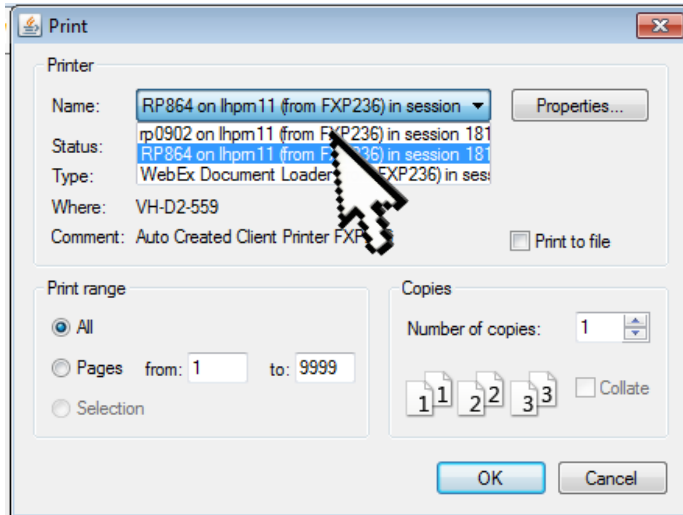 Print
Printer
Name: RP864 on lhprn11 (from FXP236) in session Properties...
rp0902 on lhprn11 (from FXP236) in session 181
Status: RP864 on lhprn11 (from FXP236) in session 181
Type: WebEx Document Loader FXP236) in ses
Where: VH-D2-559
Comment: Auto Created Client Printer Print to file
Print range
All
Pages from: 1 to: 9999
Selection
Copies
Number of copies: 1
1 1 2 2 3 3 Collate
OK Cancel